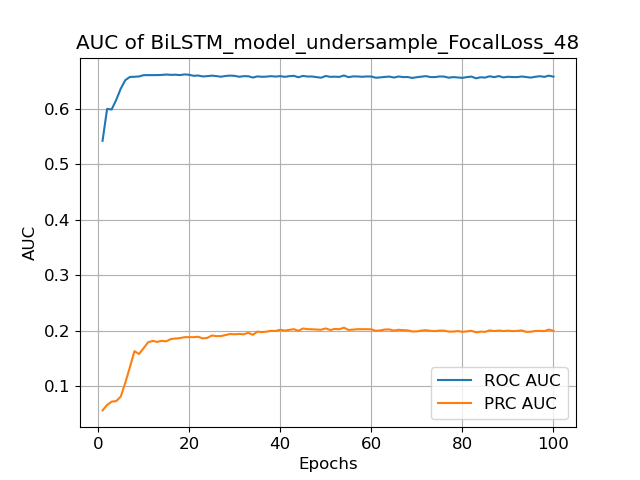 AUC of BiLSTM_model_undersample_FocalLoss_48
AUC
0.6
0.5
0.4
0.3
0.2
0.1
0 20 40 60 80 100
Epochs
ROC AUC
PRC AUC